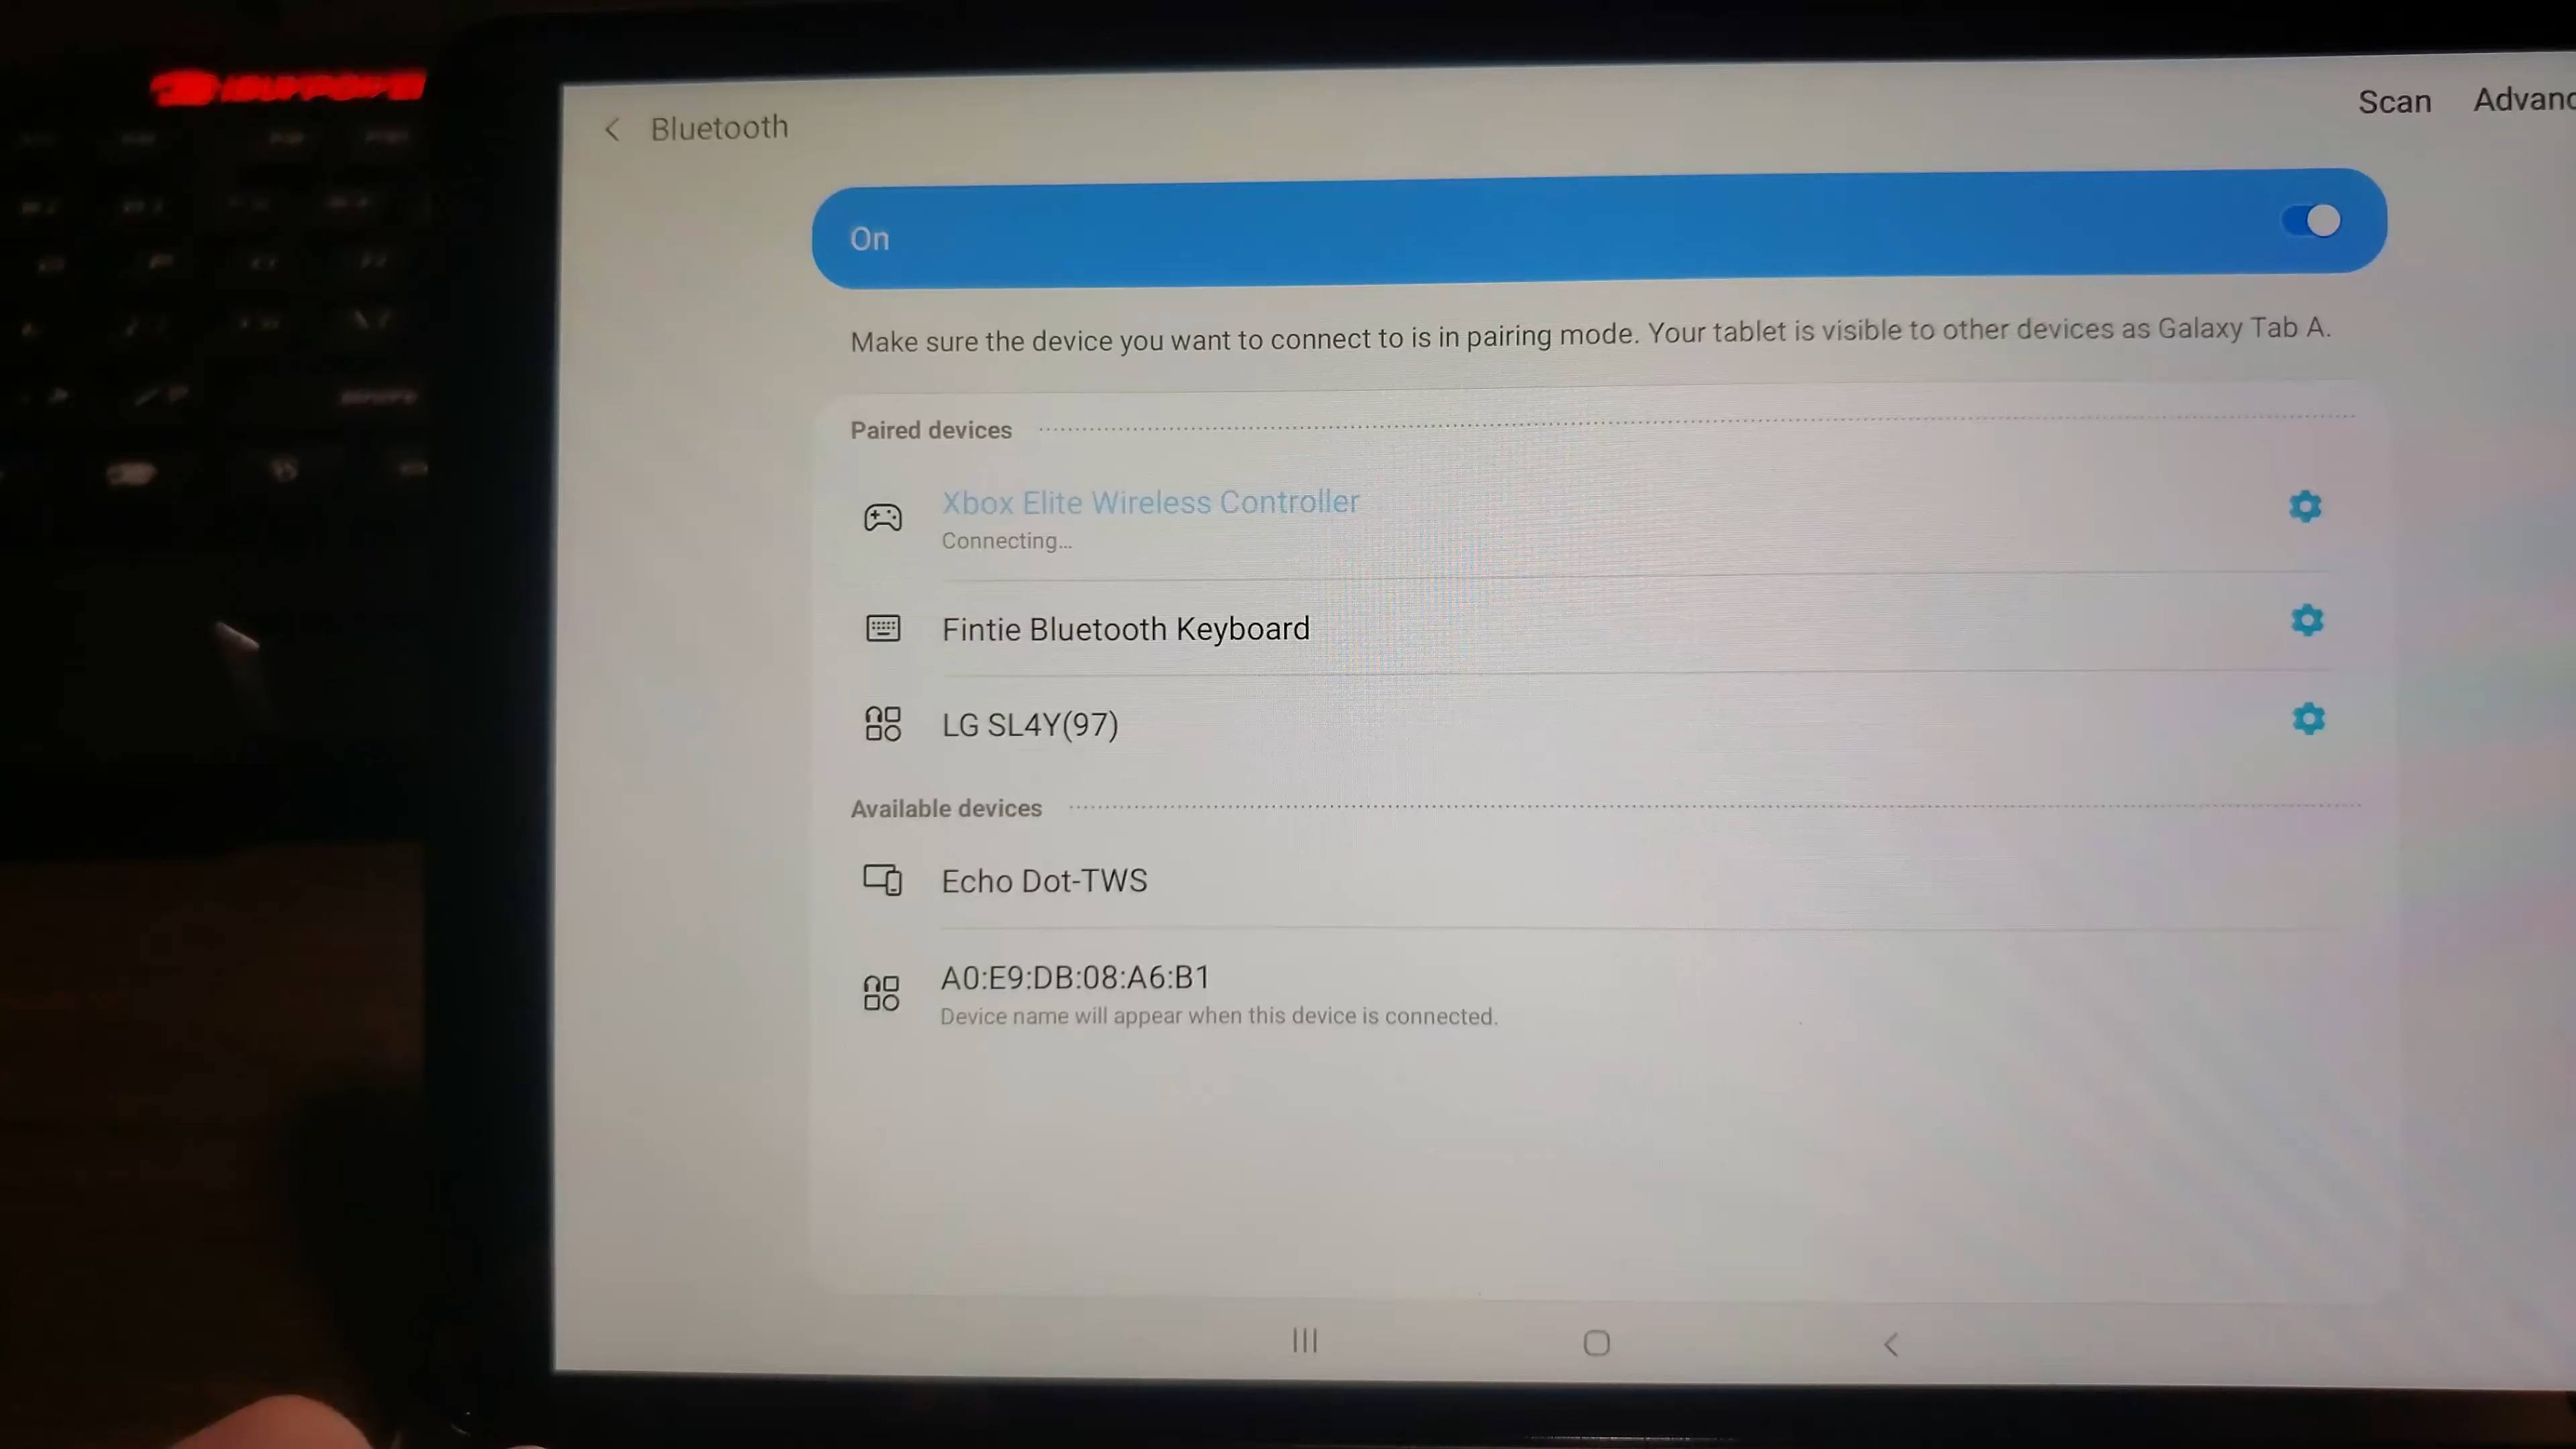 Bluetooth
Scan
On
Make sure the device you want to connect to is in pairing mode. Your tablet is visible to other devices as Galaxy Tab A.
Paired devices
Xbox Elite Wireless Controller
Connecting...
Fintie Bluetooth Keyboard
LG SL4Y(97)
Available devices
Echo Dot-TWS
A0:E9:DB:08:A6:B1
Device name will appear when this device is connected.